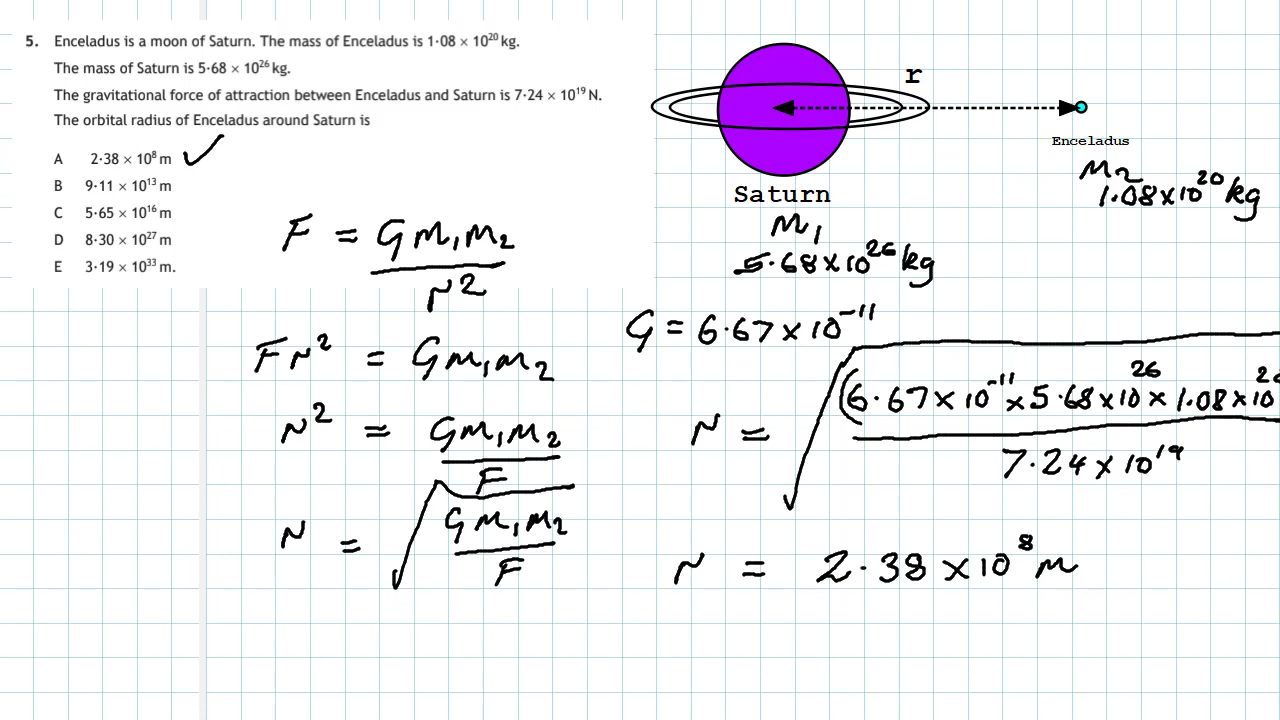 5. Enceladus is a moon of Saturn. The mass of Enceladus is 1·08 × 10²⁰ kg.
The mass of Saturn is 5·68 × 10²⁶ kg.
The gravitational force of attraction between Enceladus and Saturn is 7·24 × 10¹⁹ N.
The orbital radius of Enceladus around Saturn is
A 2·38 × 10⁸ m ✓
B 9·11 × 10¹³ m
C 5·65 × 10¹⁶ m
D 8·30 × 10²⁷ m
E 3·19 × 10³³ m.
r
Enceladus
M₂
1.08×10²⁰ kg
Saturn
M₁
5.68×10²⁶ kg
F = GM₁M₂
r²
Fr² = GM₁M₂
r² = GM₁M₂
F
r = √ GM₁M₂
F
G = 6.67 × 10⁻¹¹
r = √ (6.67 × 10⁻¹¹ × 5.68 × 10²⁶ × 1.08 × 10
7.24 × 10¹⁹
r = 2.38 × 10⁸ m